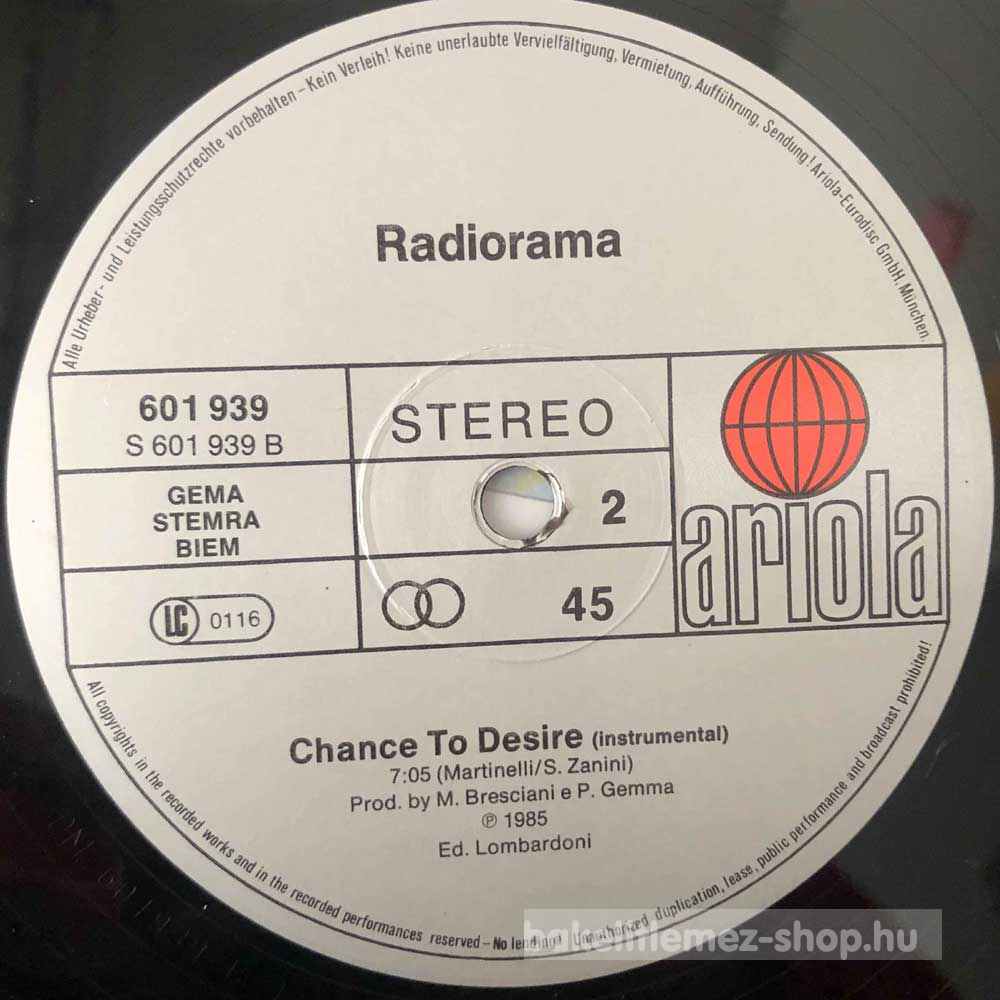 Alle Urheber- und Leistungsschutzrechte vorbehalten – Kein Verleih! Keine unerlaubte Vervielfältigung, Vermietung, Aufführung, Sendung! Ariola-Eurodisc GmbH, München.
Radiorama
601 939
S 601 939 B
STEREO
GEMA
STEMRA
BIEM
2
LC 0116
45
ariola
Chance To Desire (instrumental)
7:05 (Martinelli/S. Zanini)
Prod. by M. Bresciani e P. Gemma
℗ 1985
Ed. Lombardoni
All copyrights in the recorded works and in the recorded performances reserved – No lending! Unauthorized duplication, lease, public performance and broadcast prohibited!
bakelitlemez-shop.hu